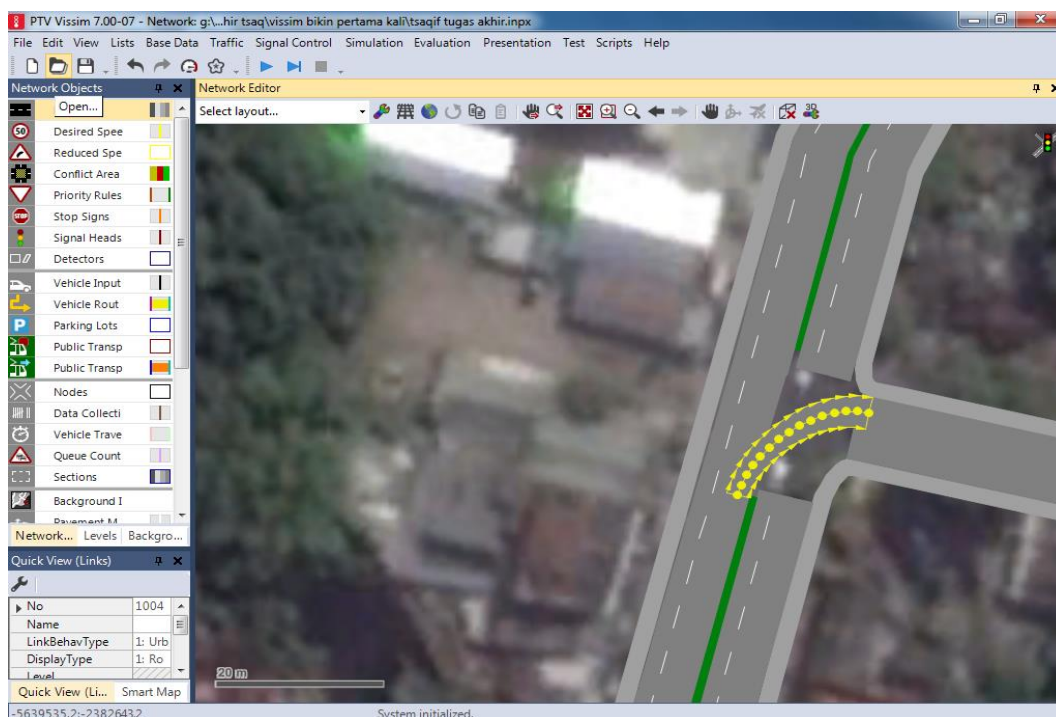 PTV Vissim 7.00-07 - Network: g:\...hir tsaq\vissim bikin pertama kali\tsaqif tugas akhir.inpx
File Edit View Lists Base Data Traffic Signal Control Simulation Evaluation Presentation Test Scripts Help
Network Objects
Network Editor
Open...
Select layout...
3D
50
Desired Spee
Reduced Spe
Conflict Area
Priority Rules
STOP
Stop Signs
Signal Heads
Detectors
Vehicle Input
Vehicle Rout
P
Parking Lots
Public Transp
Public Transp
Nodes
Data Collecti
Vehicle Trave
Queue Count
Sections
Background I
Pavement M
Network... Levels Backgro...
Quick View (Links)
No 1004
Name
LinkBehavType 1: Urb
DisplayType 1: Ro
Level
Quick View (Li... Smart Map
20 m
-5639535.2:-2382643.2 System initialized.